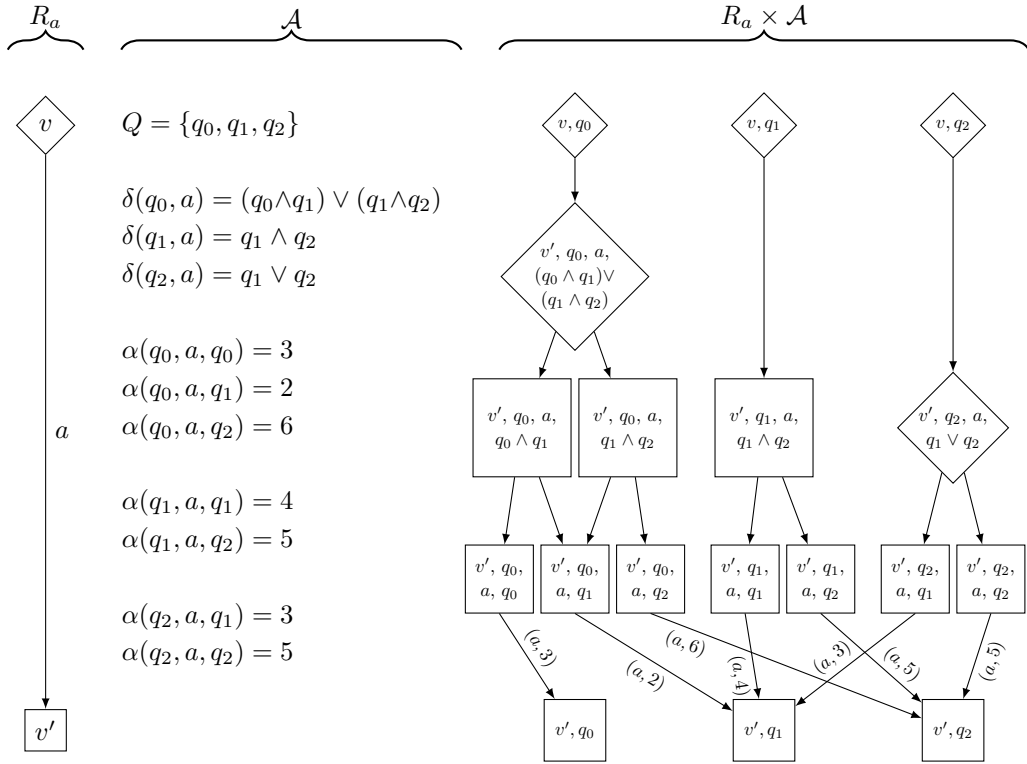 R_a
𝒜
R_a × 𝒜
v
Q = {q_0, q_1, q_2}
δ(q_0, a) = (q_0∧q_1) ∨ (q_1∧q_2)
δ(q_1, a) = q_1 ∧ q_2
δ(q_2, a) = q_1 ∨ q_2
α(q_0, a, q_0) = 3
α(q_0, a, q_1) = 2
α(q_0, a, q_2) = 6
a
α(q_1, a, q_1) = 4
α(q_1, a, q_2) = 5
α(q_2, a, q_1) = 3
α(q_2, a, q_2) = 5
v′
v, q_0
v, q_1
v, q_2
v′, q_0, a,
(q_0 ∧ q_1)∨
(q_1 ∧ q_2)
v′, q_0, a,
q_0 ∧ q_1
v′, q_0, a,
q_1 ∧ q_2
v′, q_1, a,
q_1 ∧ q_2
v′, q_2, a,
q_1 ∨ q_2
v′, q_0,
a, q_0
v′, q_0,
a, q_1
v′, q_0,
a, q_2
v′, q_1,
a, q_1
v′, q_1,
a, q_2
v′, q_2,
a, q_1
v′, q_2,
a, q_2
(a, 3)
(a, 2)
(a, 6)
(a, 4)
(a, 3)
(a, 5)
(a, 5)
v′, q_0
v′, q_1
v′, q_2